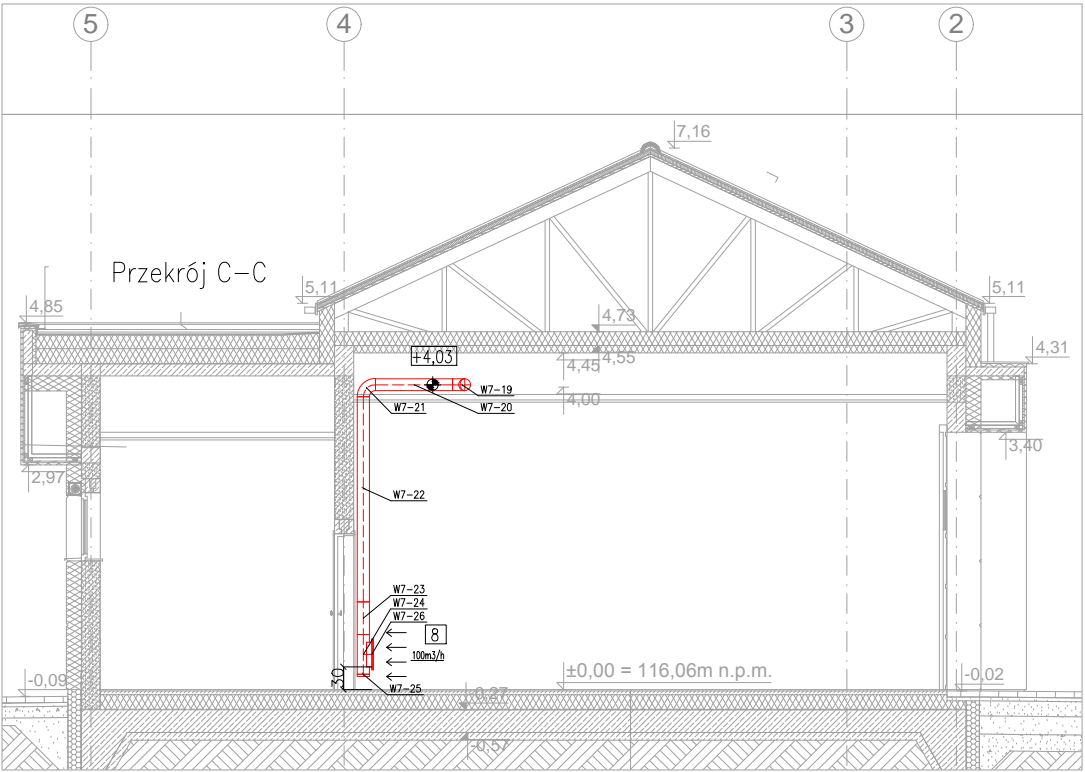 5 4 3 2
7,16
Przekrój C–C
5,11 5,11
4,85
4,73
+4,03
4,55
4,45
4,31
W7-19
4,00
W7-21 W7-20
3,40
2,97
W7-22
W7-23
W7-24
W7-26
8
100m3/h
30
±0,00 = 116,06m n.p.m.
-0,09
-0,02
W7-25
-0,27
-0,57